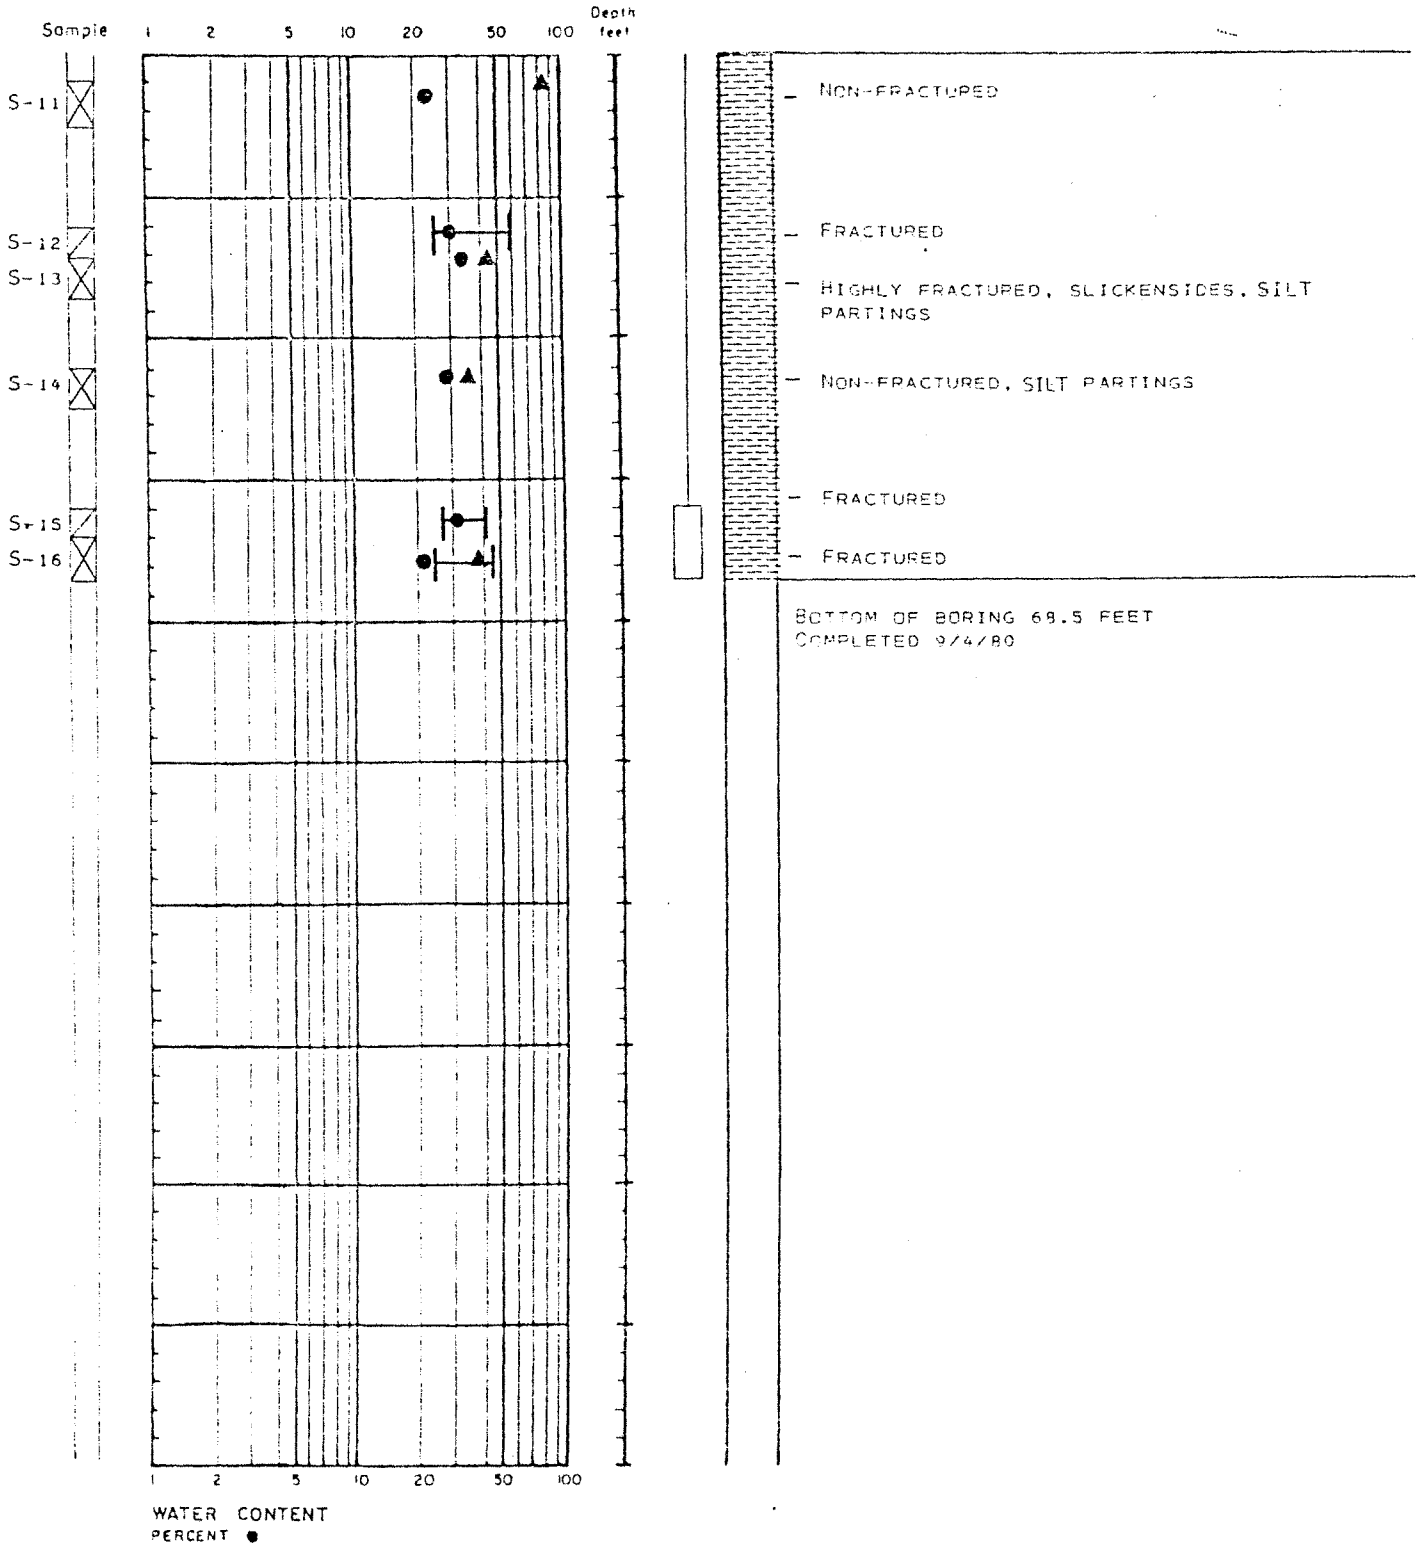 Sample 1 2 5 10 20 50 100 Depth feet
S-11 NON-FRACTURED
S-12 FRACTURED
S-13 HIGHLY FRACTURED, SLICKENSIDES, SILT
PARTINGS
S-14 NON-FRACTURED, SILT PARTINGS
FRACTURED
S-15
S-16 FRACTURED
BOTTOM OF BORING 68.5 FEET
COMPLETED 9/4/80
1 2 5 10 20 50 100
WATER CONTENT
PERCENT